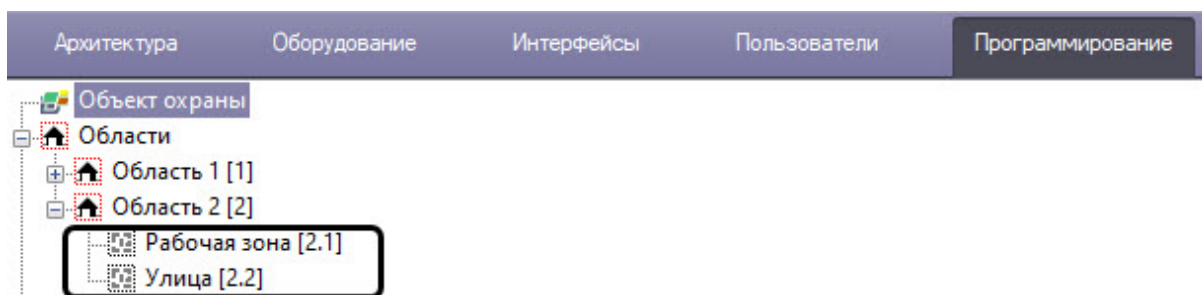 Архитектура Оборудование Интерфейсы Пользователи Программирование
Объект охраны
Области
Область 1 [1]
Область 2 [2]
Рабочая зона [2.1]
Улица [2.2]